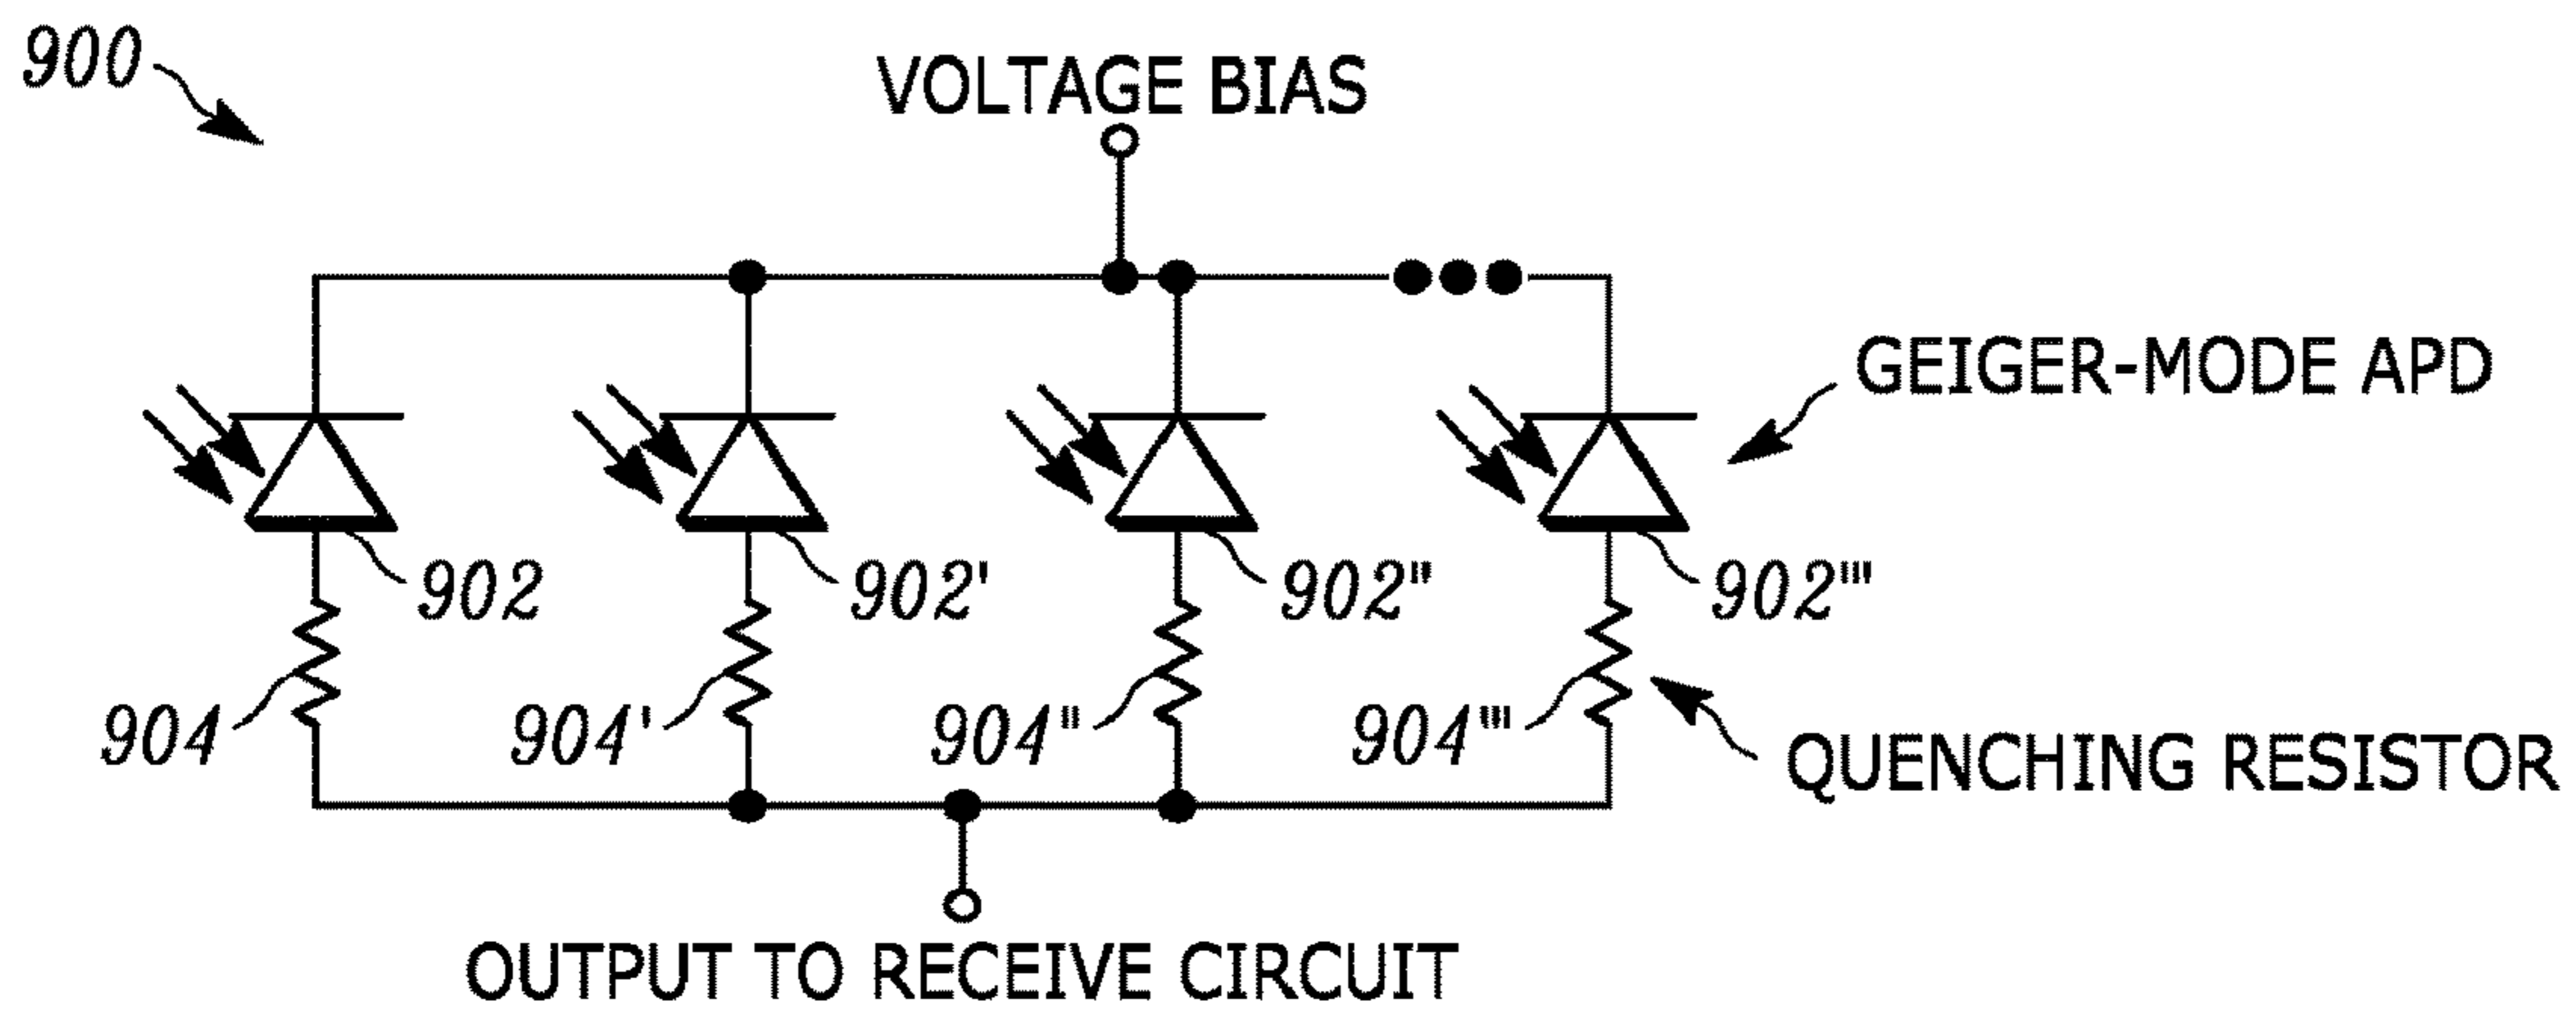 900
VOLTAGE BIAS
GEIGER-MODE APD
902
902'
902"
902'"
904
904'
904"
904'"
QUENCHING RESISTOR
OUTPUT TO RECEIVE CIRCUIT